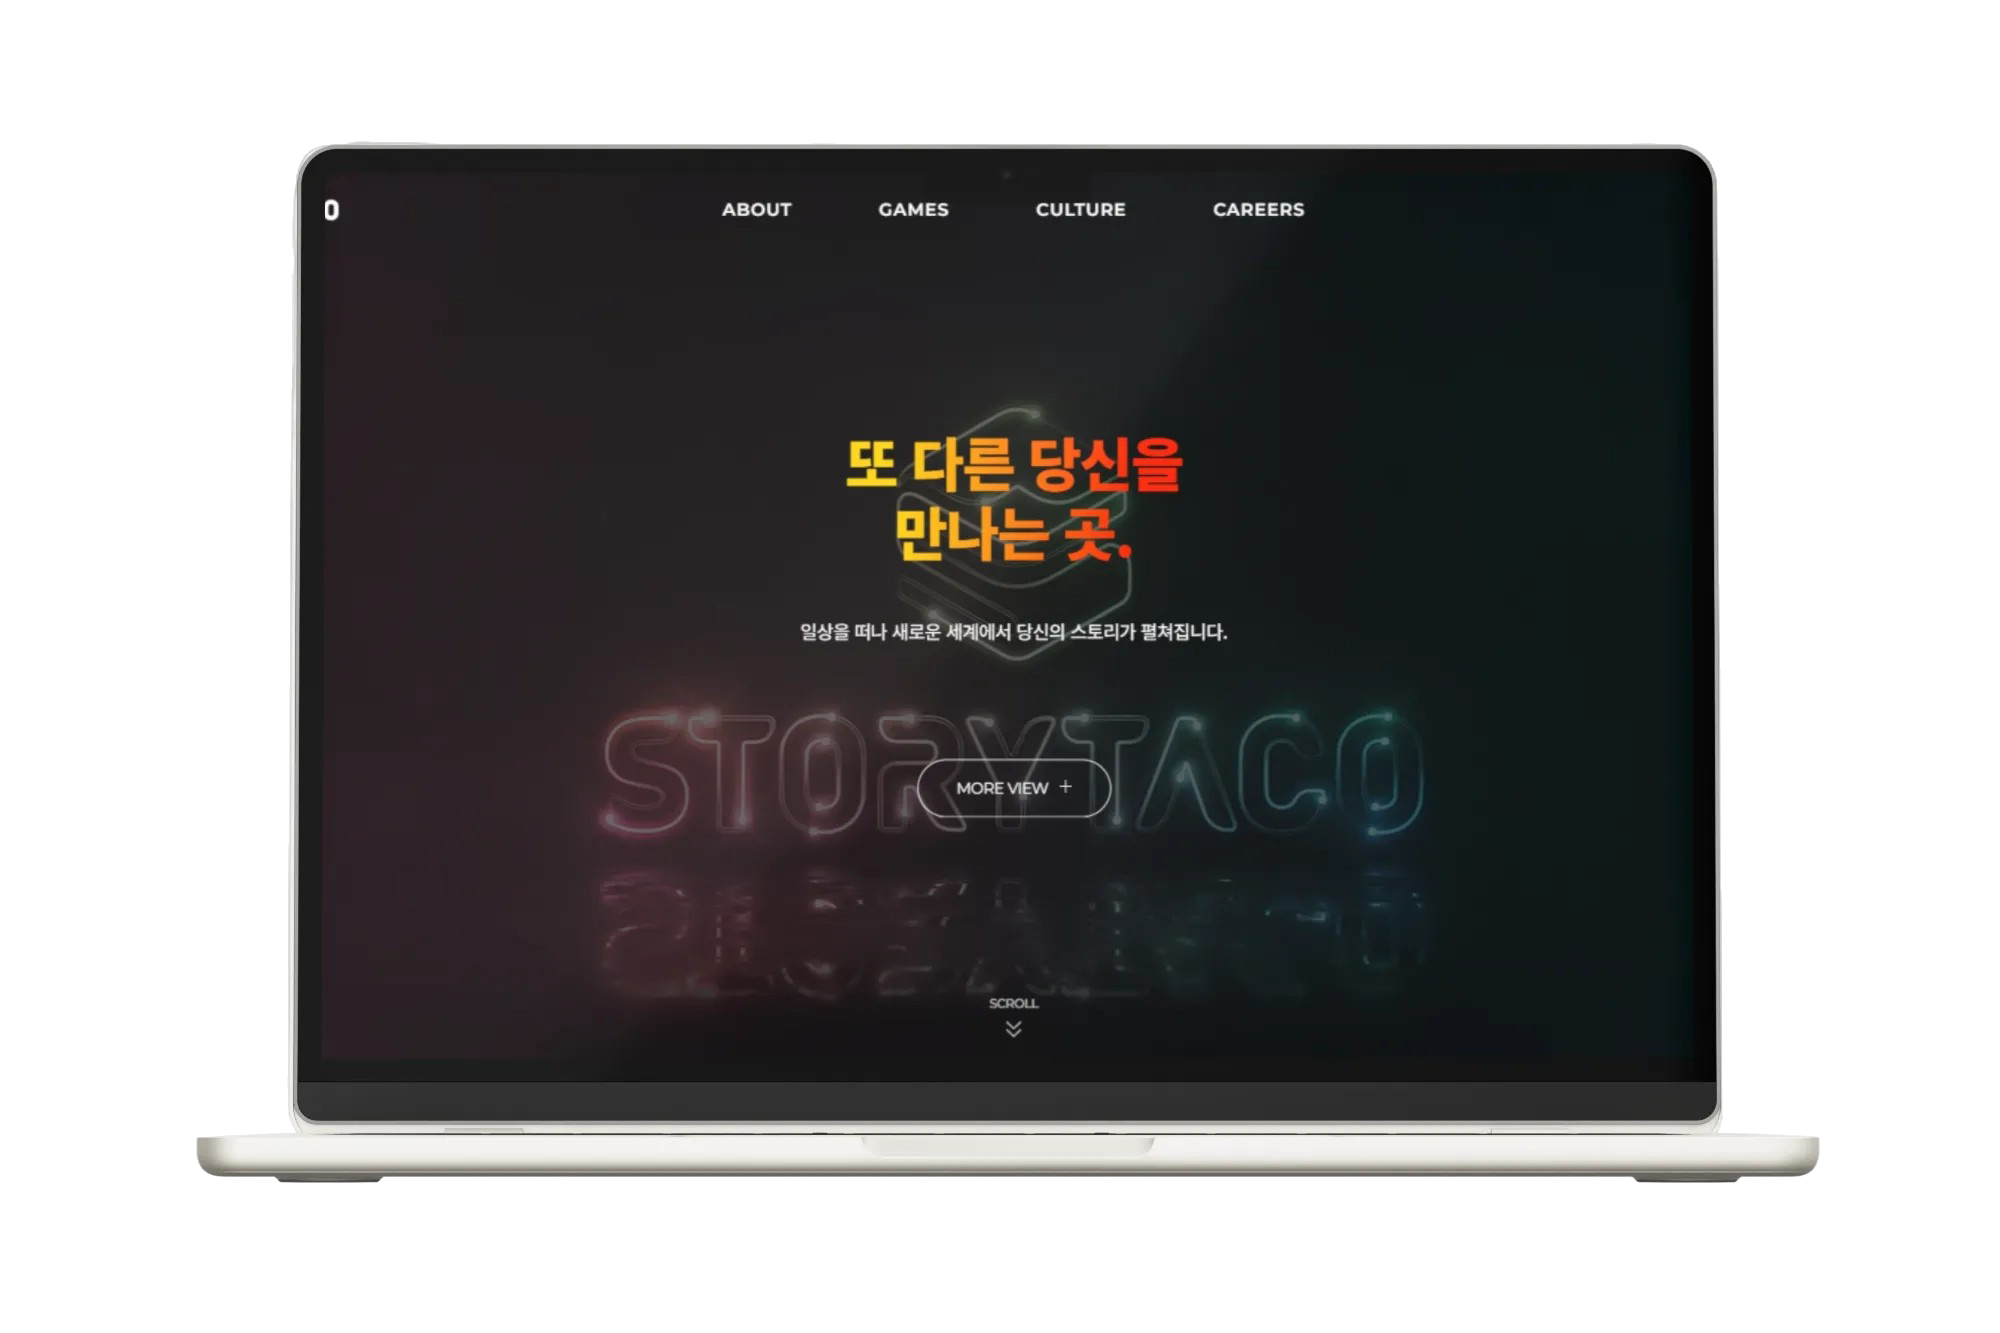 O
ABOUT GAMES CULTURE CAREERS
또 다른 당신을
만나는 곳.
일상을 떠나 새로운 세계에서 당신의 스토리가 펼쳐집니다.
STORYTACO
MORE VIEW +
SCROLL